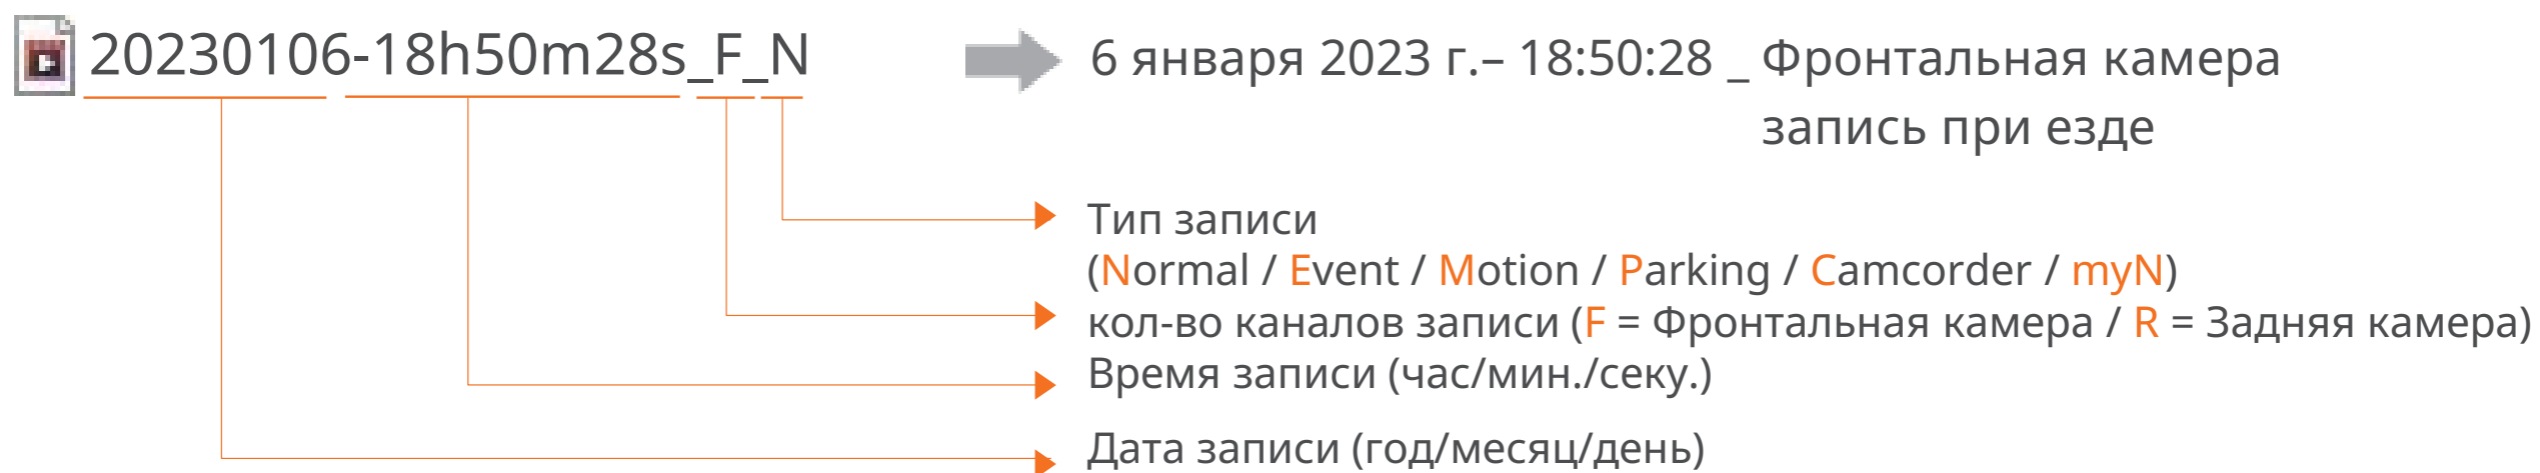 20230106-18h50m28s_F_N
6 января 2023 г.– 18:50:28 _ Фронтальная камера
запись при езде
Тип записи
(Normal / Event / Motion / Parking / Camcorder / myN)
кол-во каналов записи (F = Фронтальная камера / R = Задняя камера)
Время записи (час/мин./секу.)
Дата записи (год/месяц/день)